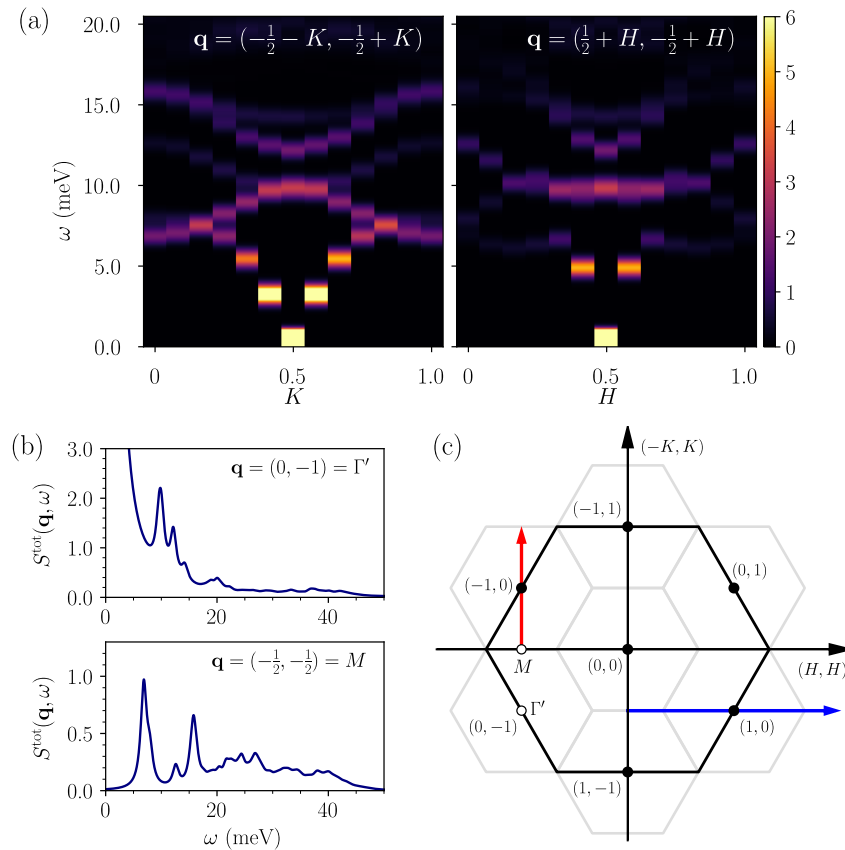 (a)
q = (-1/2 - K, -1/2 + K)
q = (1/2 + H, -1/2 + H)
ω (meV)
20.0
15.0
10.0
5.0
0.0
0 0.5 1.0
K
0 0.5 1.0
H
6
5
4
3
2
1
0
(b)
S^tot(q, ω)
3.0
2.0
1.0
0.0
q = (0, -1) = Γ′
0 20 40
S^tot(q, ω)
1.0
0.0
q = (-1/2, -1/2) = M
0 20 40
ω (meV)
(c)
(-K, K)
(-1, 1)
(-1, 0)
(0, 1)
M
(0, 0)
(H, H)
Γ′
(0, -1)
(1, 0)
(1, -1)